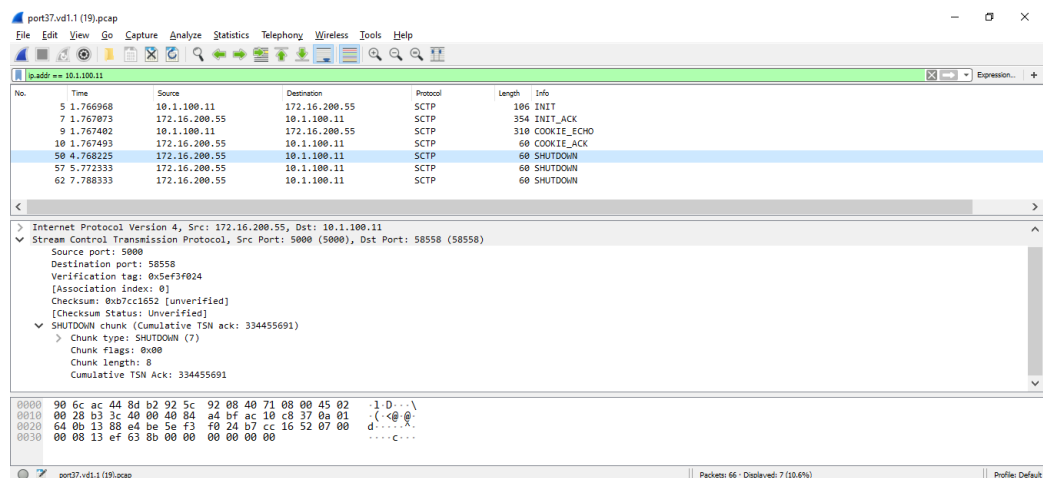 port37.vd1.1 (19).pcap
File Edit View Go Capture Analyze Statistics Telephony Wireless Tools Help
ip.addr == 10.1.100.11
Expression... +
No. Time Source Destination Protocol Length Info
5 1.766968 10.1.100.11 172.16.200.55 SCTP 106 INIT
7 1.767073 172.16.200.55 10.1.100.11 SCTP 354 INIT_ACK
9 1.767402 10.1.100.11 172.16.200.55 SCTP 310 COOKIE_ECHO
10 1.767493 172.16.200.55 10.1.100.11 SCTP 60 COOKIE_ACK
50 4.768225 172.16.200.55 10.1.100.11 SCTP 60 SHUTDOWN
57 5.772333 172.16.200.55 10.1.100.11 SCTP 60 SHUTDOWN
62 7.788333 172.16.200.55 10.1.100.11 SCTP 60 SHUTDOWN
Internet Protocol Version 4, Src: 172.16.200.55, Dst: 10.1.100.11
Stream Control Transmission Protocol, Src Port: 5000 (5000), Dst Port: 58558 (58558)
Source port: 5000
Destination port: 58558
Verification tag: 0x5ef3f024
[Association index: 0]
Checksum: 0xb7cc1652 [unverified]
[Checksum Status: Unverified]
SHUTDOWN chunk (Cumulative TSN ack: 334455691)
Chunk type: SHUTDOWN (7)
Chunk flags: 0x00
Chunk length: 8
Cumulative TSN Ack: 334455691
0000 90 6c ac 44 8d b2 92 5c 92 08 40 71 08 00 45 02 ·l·D···\
0010 00 28 b3 3c 40 00 40 84 a4 bf ac 10 c8 37 0a 01 ·(·<@·@·
0020 64 0b 13 88 e4 be 5e f3 f0 24 b7 cc 16 52 07 00 d·····^·
0030 00 08 13 ef 63 8b 00 00 00 00 00 00 ····c···
port37.vd1.1 (19).pcap
Packets: 66 · Displayed: 7 (10.6%)
Profile: Default